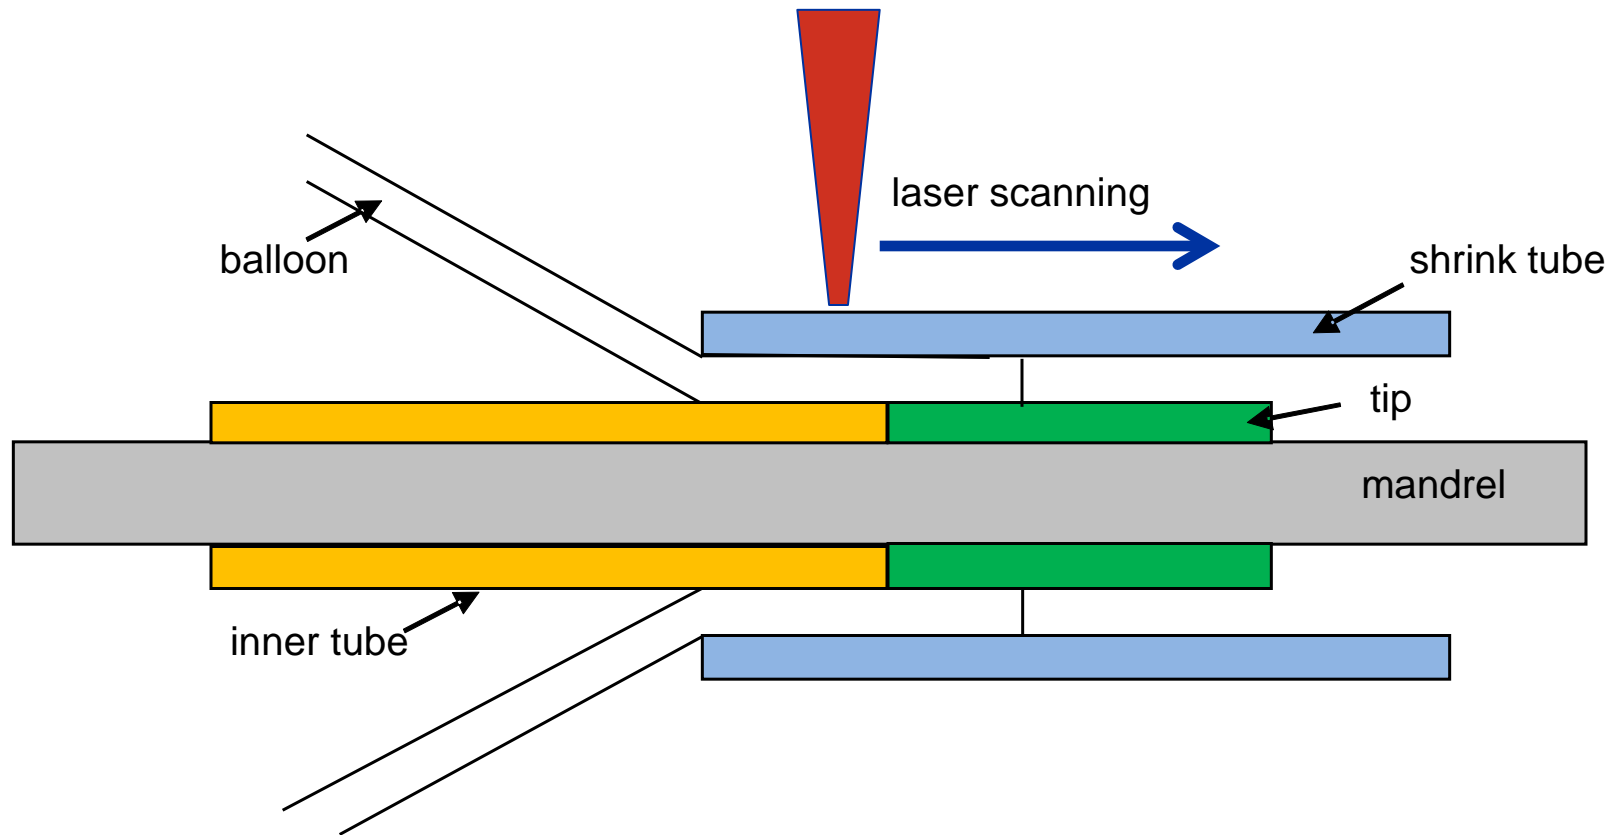 laser scanning
balloon
shrink tube
tip
mandrel
inner tube